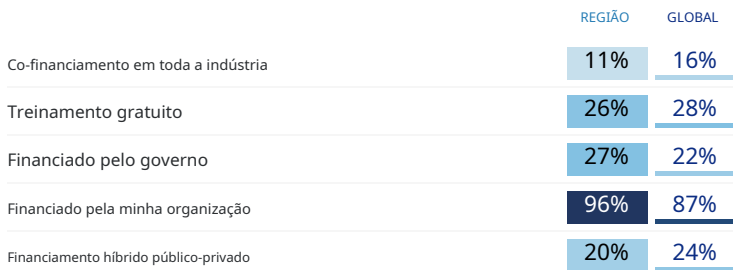 REGIÃO GLOBAL
Co-financiamento em toda a indústria 11% 16%
Treinamento gratuito 26% 28%
Financiado pelo governo 27% 22%
Financiado pela minha organização 96% 87%
Financiamento híbrido público-privado 20% 24%